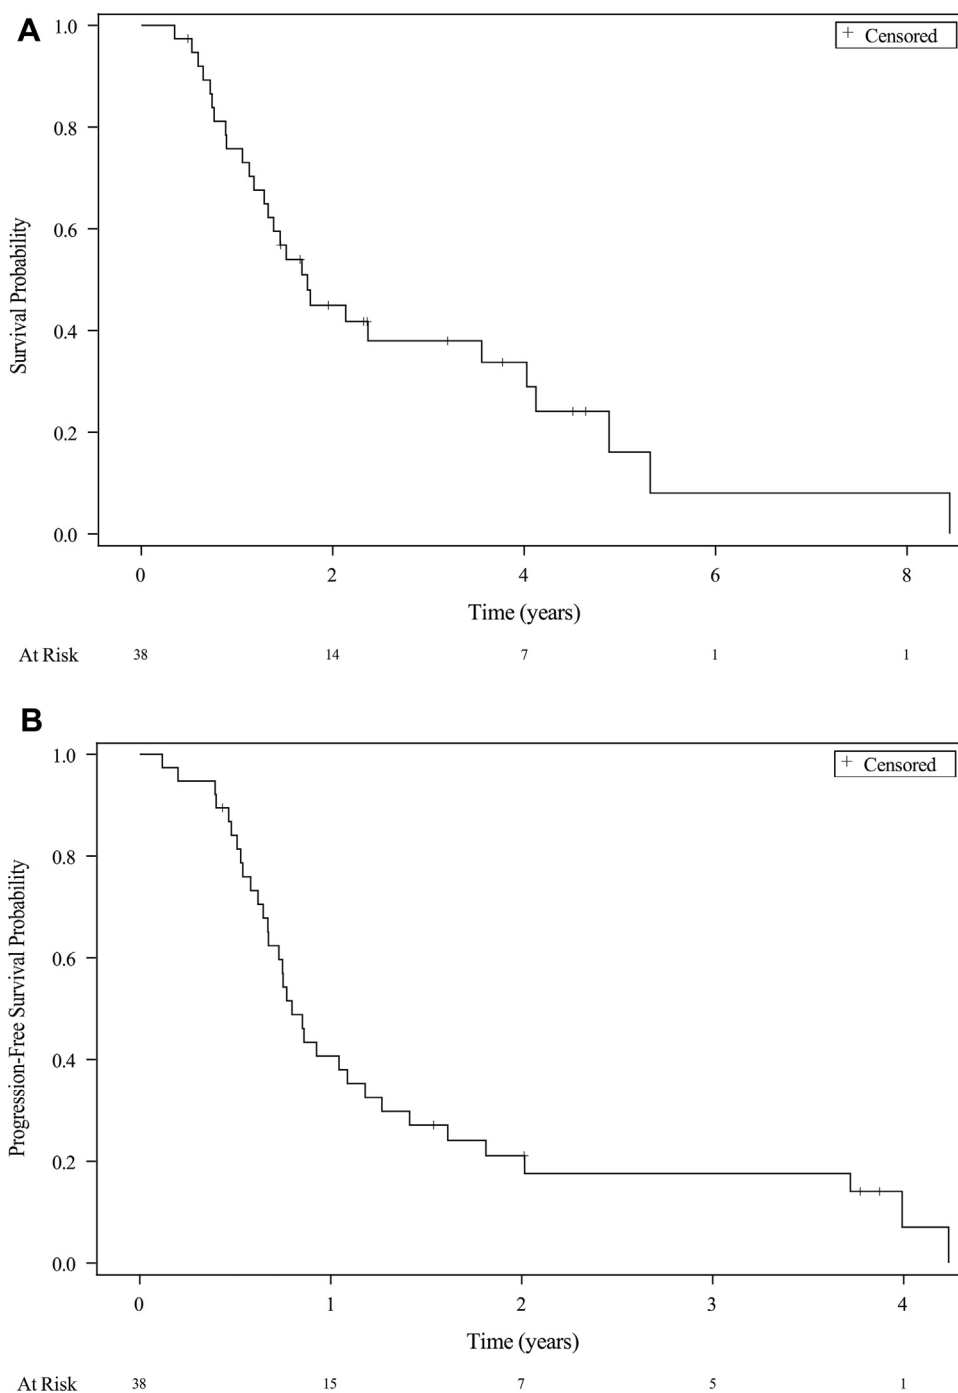 A
+ Censored
Survival Probability
1.0
0.8
0.6
0.4
0.2
0.0
0 2 4 6 8
Time (years)
At Risk 38 14 7 1 1
B
+ Censored
Progression-Free Survival Probability
1.0
0.8
0.6
0.4
0.2
0.0
0 1 2 3 4
Time (years)
At Risk 38 15 7 5 1